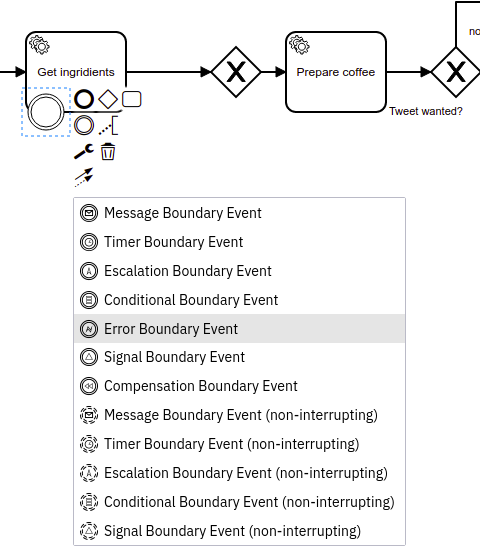 no
Get ingridients
Prepare coffee
Tweet wanted?
Message Boundary Event
Timer Boundary Event
Escalation Boundary Event
Conditional Boundary Event
Error Boundary Event
Signal Boundary Event
Compensation Boundary Event
Message Boundary Event (non-interrupting)
Timer Boundary Event (non-interrupting)
Escalation Boundary Event (non-interrupting)
Conditional Boundary Event (non-interrupting)
Signal Boundary Event (non-interrupting)